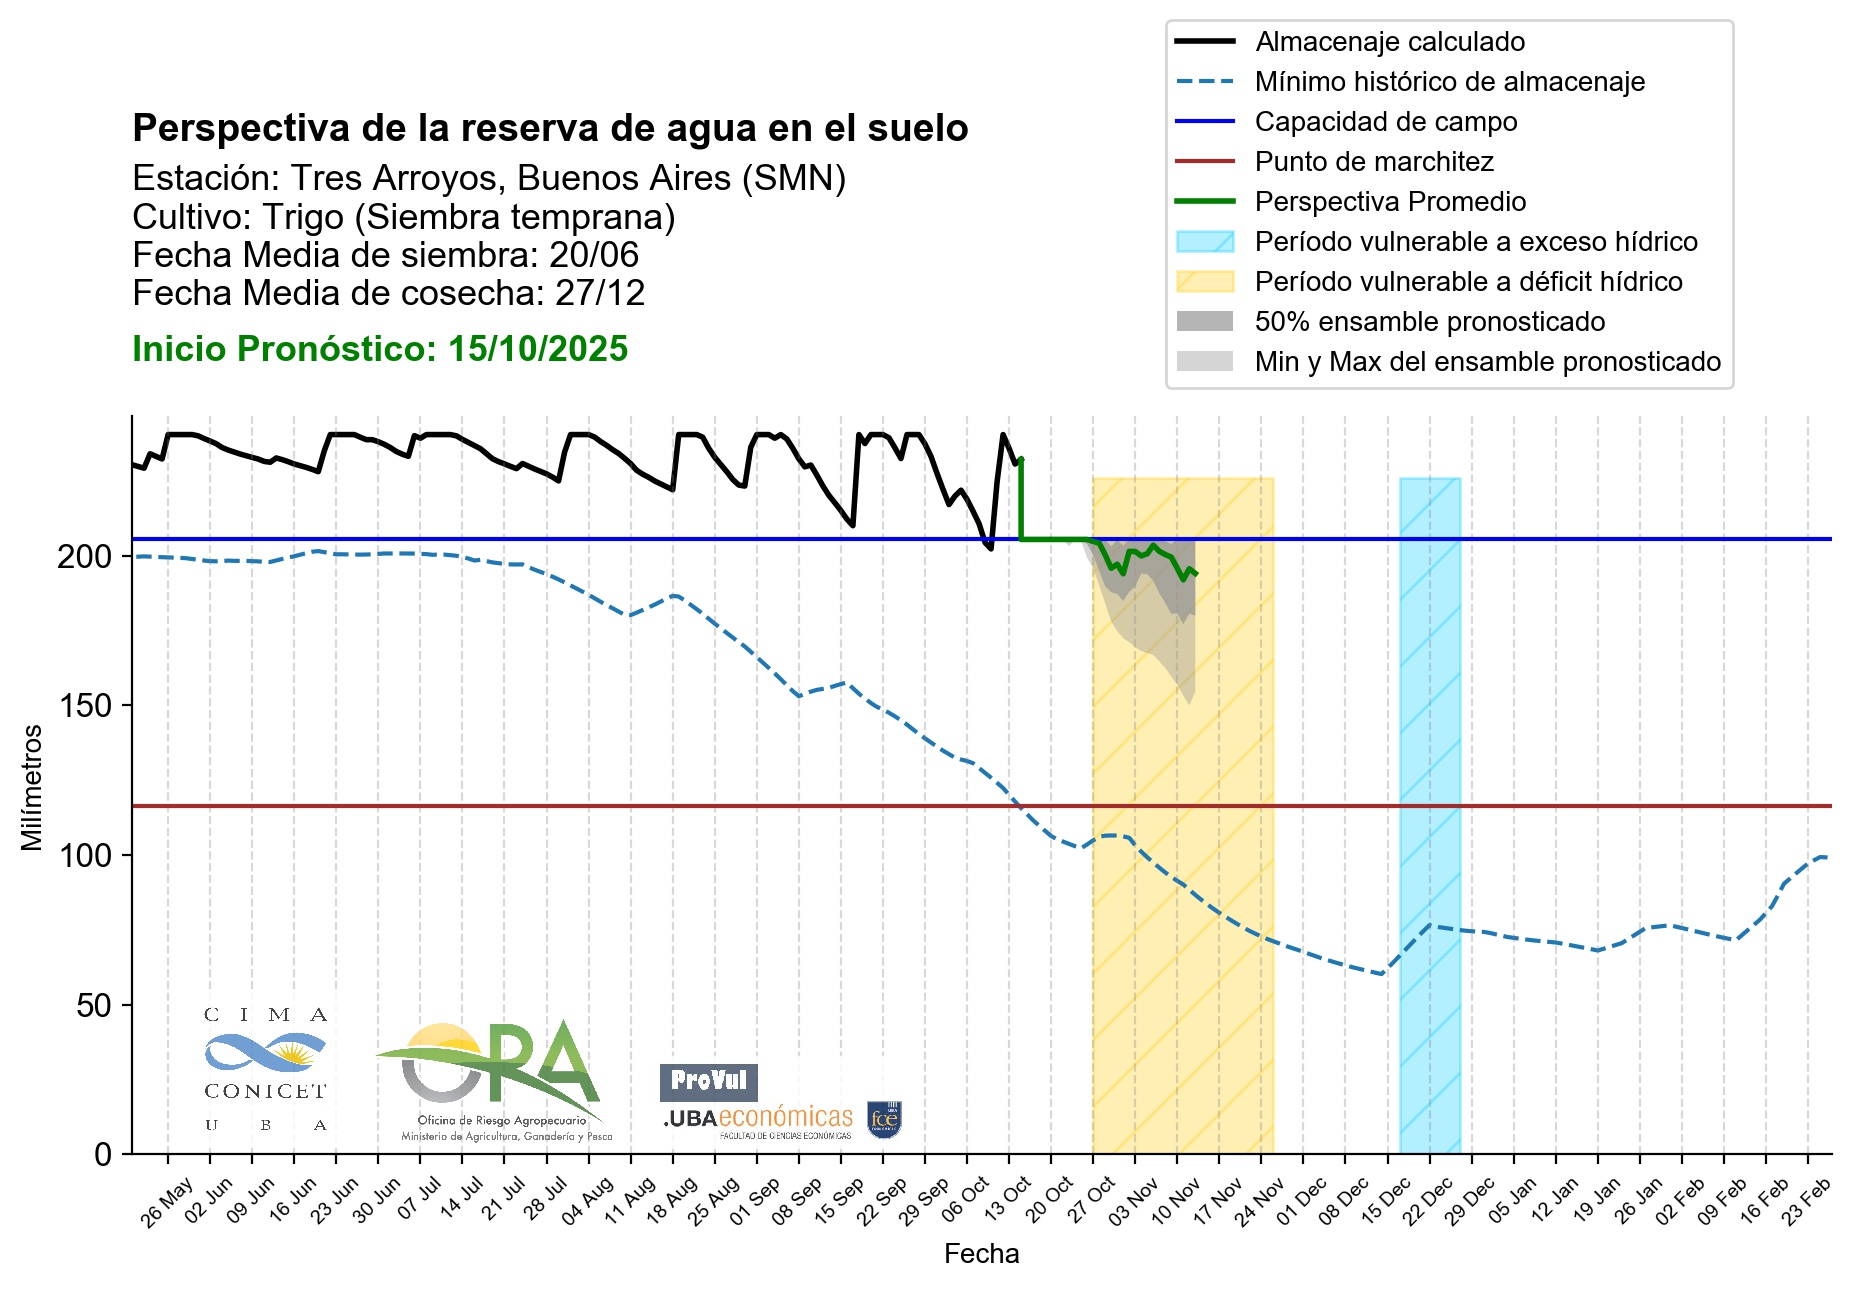 Almacenaje calculado
Mínimo histórico de almacenaje
Capacidad de campo
Punto de marchitez
Perspectiva Promedio
Período vulnerable a exceso hídrico
Período vulnerable a déficit hídrico
50% ensamble pronosticado
Min y Max del ensamble pronosticado
Perspectiva de la reserva de agua en el suelo
Estación: Tres Arroyos, Buenos Aires (SMN)
Cultivo: Trigo (Siembra temprana)
Fecha Media de siembra: 20/06
Fecha Media de cosecha: 27/12
Inicio Pronóstico: 15/10/2025
Milímetros
200
150
100
50
0
C I M A
CONICET
U B A
ORA
Oficina de Riesgo Agropecuario
Ministerio de Agricultura, Ganadería y Pesca
ProVul
.UBAeconómicas
FACULTAD DE CIENCIAS ECONÓMICAS
fce
26 May
02 Jun
09 Jun
16 Jun
23 Jun
30 Jun
07 Jul
14 Jul
21 Jul
28 Jul
04 Aug
11 Aug
18 Aug
25 Aug
01 Sep
08 Sep
15 Sep
22 Sep
29 Sep
06 Oct
13 Oct
20 Oct
27 Oct
03 Nov
10 Nov
17 Nov
24 Nov
01 Dec
08 Dec
15 Dec
22 Dec
29 Dec
05 Jan
12 Jan
19 Jan
26 Jan
02 Feb
09 Feb
16 Feb
23 Feb
Fecha